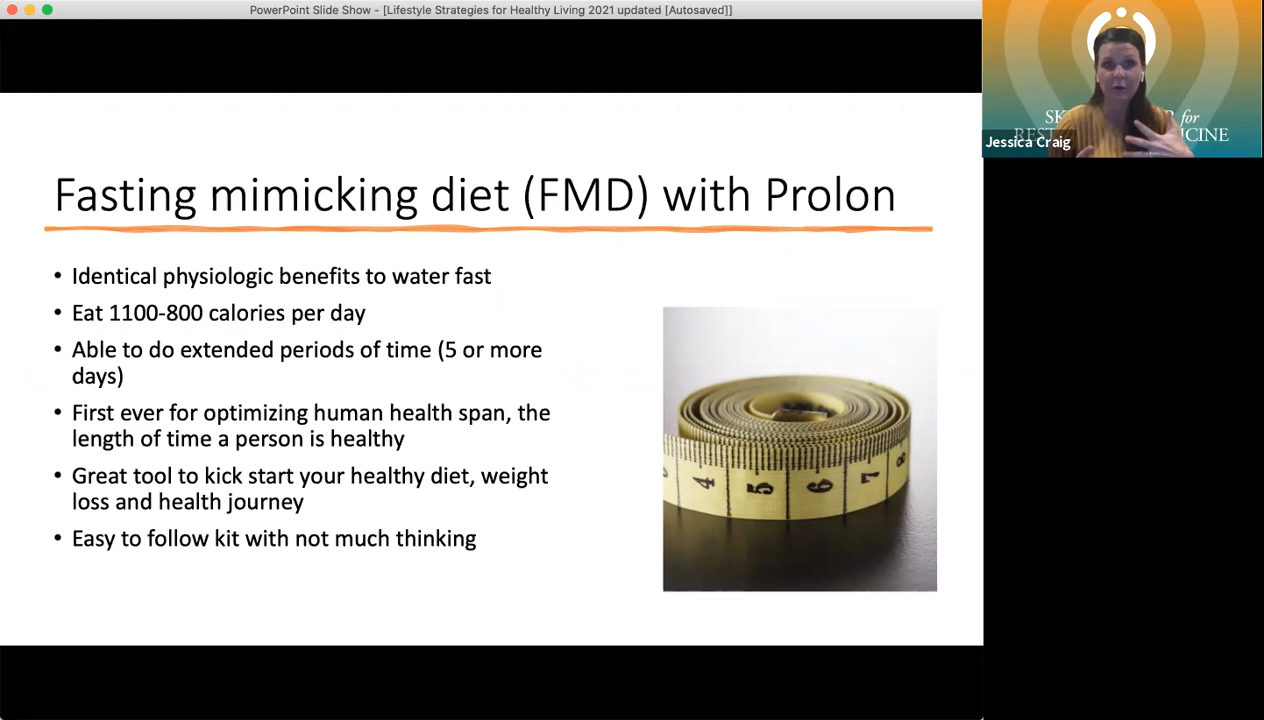 PowerPoint Slide Show - [Lifestyle Strategies for Healthy Living 2021 updated [Autosaved]]
for
CINE
Jessica Craig
Fasting mimicking diet (FMD) with Prolon
• Identical physiologic benefits to water fast
• Eat 1100-800 calories per day
• Able to do extended periods of time (5 or more
days)
• First ever for optimizing human health span, the
length of time a person is healthy
• Great tool to kick start your healthy diet, weight
loss and health journey
• Easy to follow kit with not much thinking
4 5 6 7 8